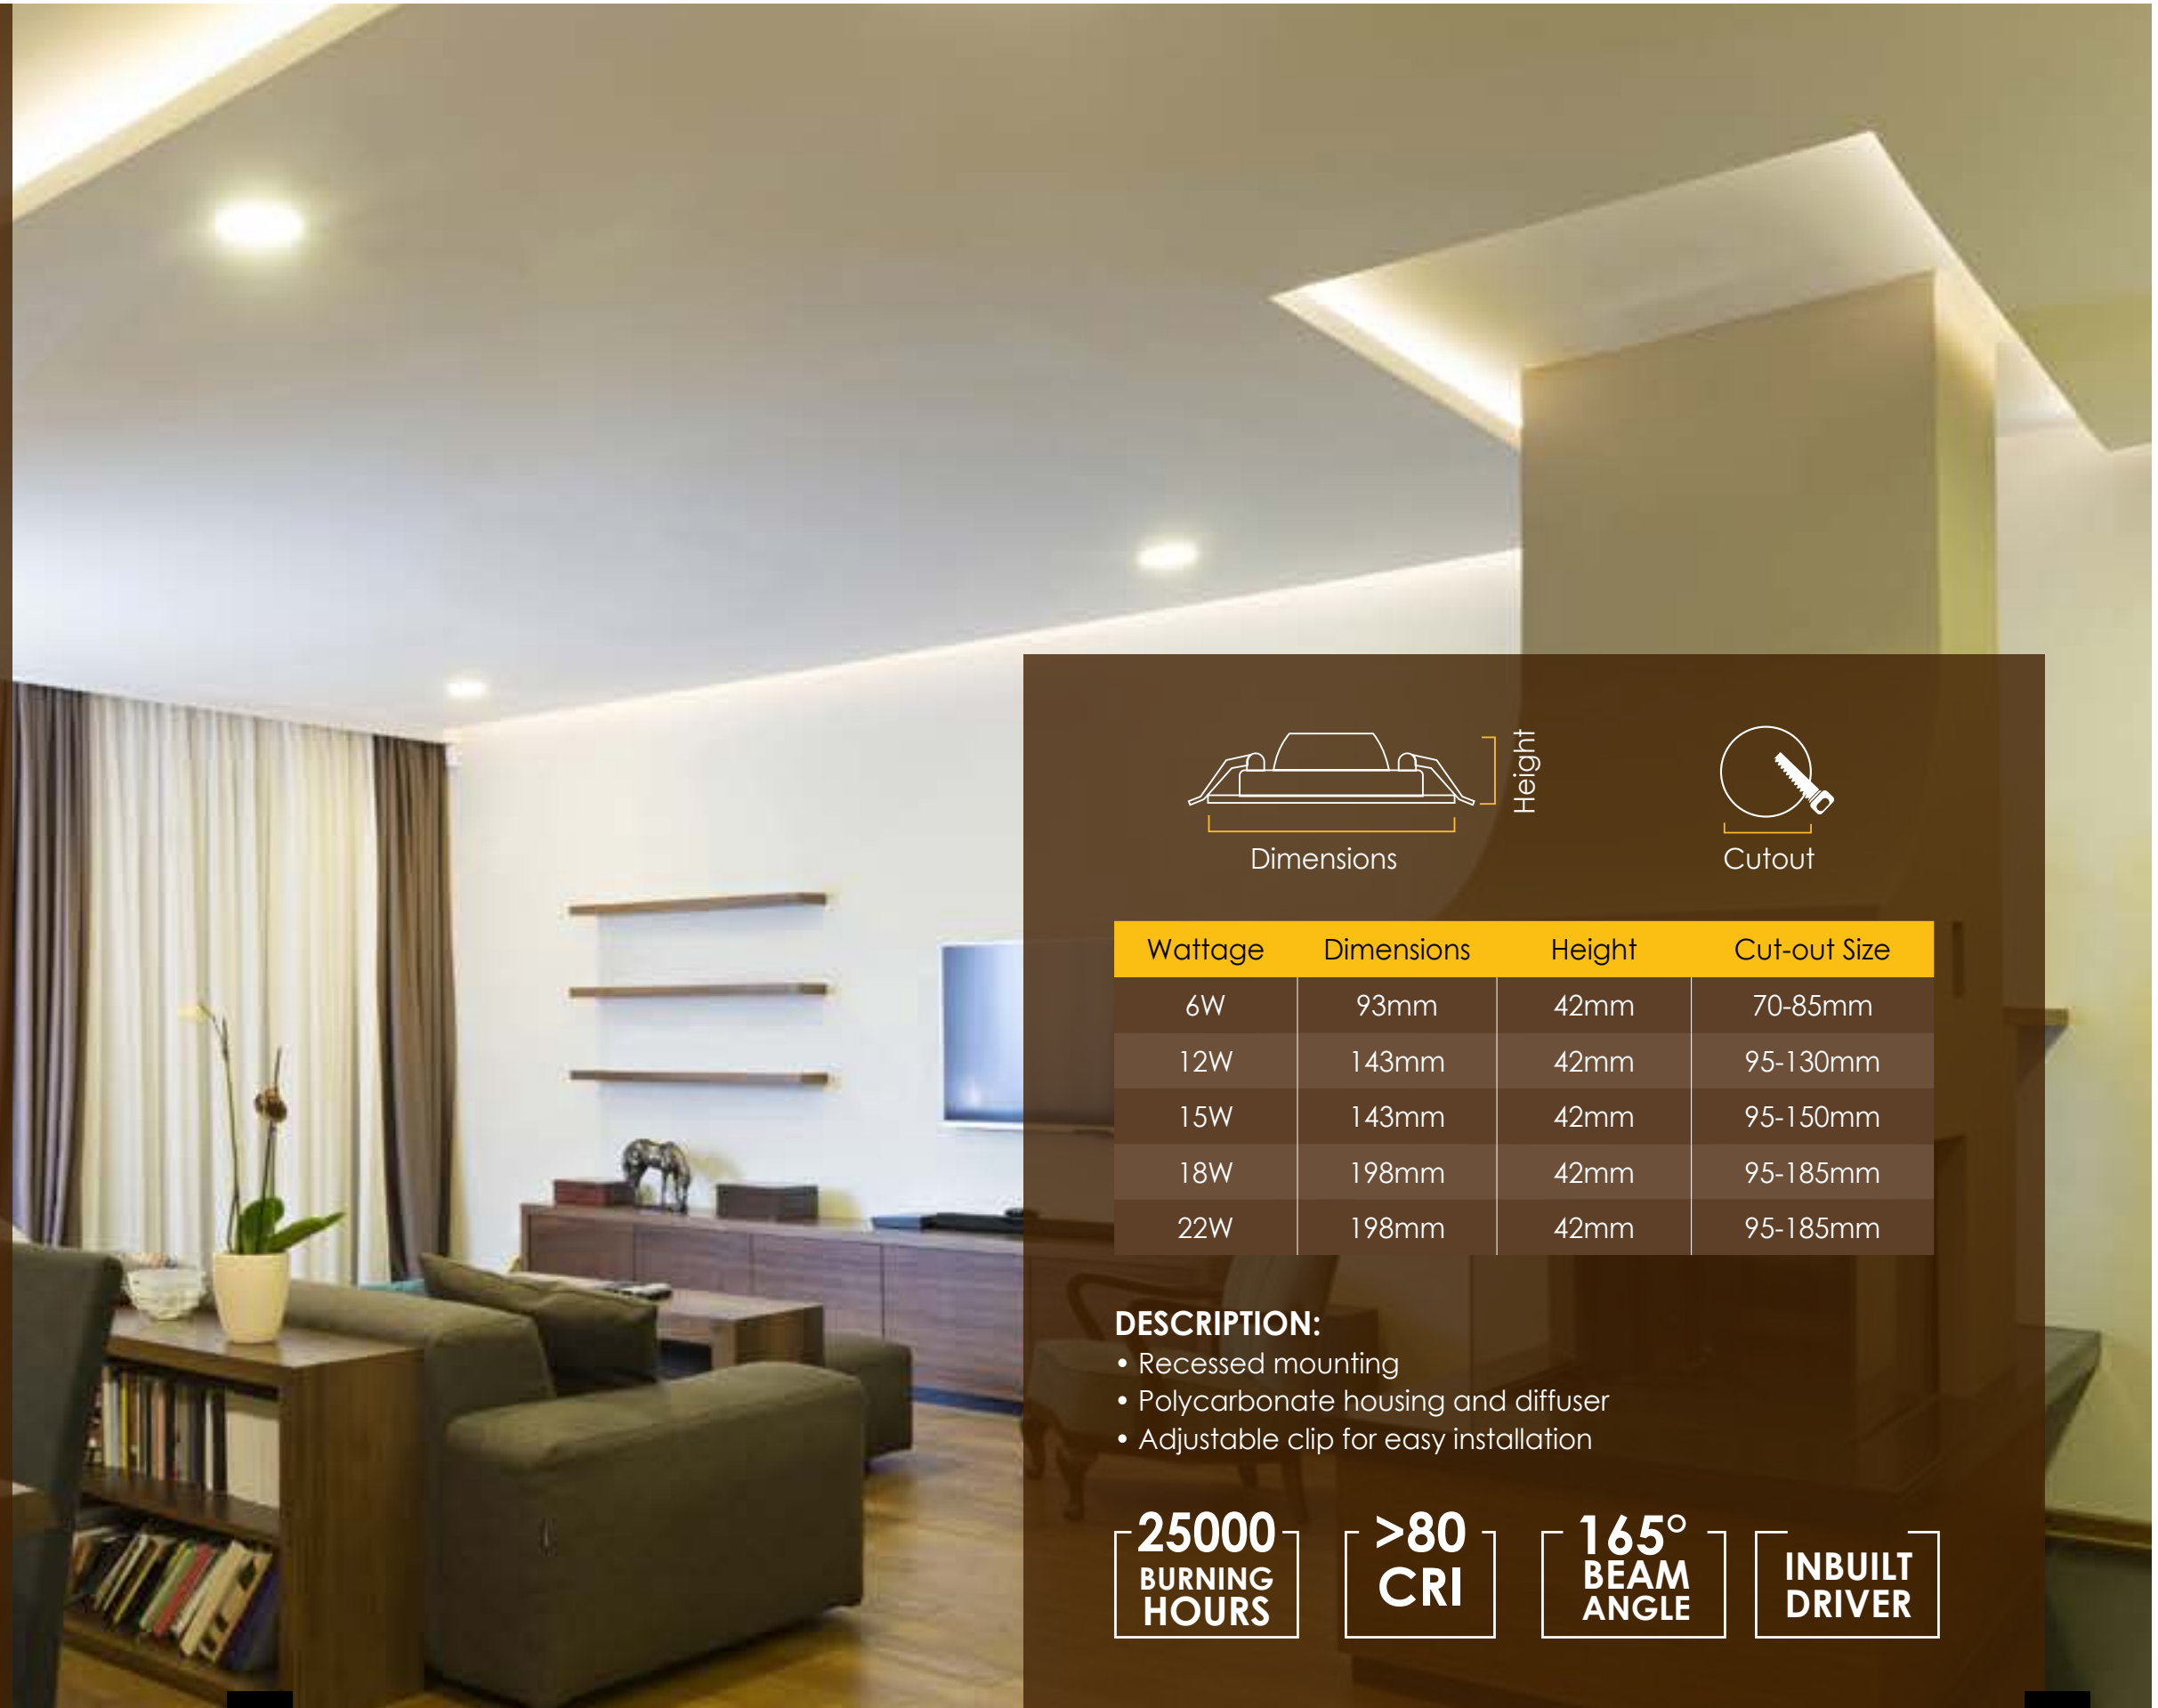 Height
Dimensions
Cutout
Wattage Dimensions Height Cut-out Size
6W 93mm 42mm 70-85mm
12W 143mm 42mm 95-130mm
15W 143mm 42mm 95-150mm
18W 198mm 42mm 95-185mm
22W 198mm 42mm 95-185mm
DESCRIPTION:
• Recessed mounting
• Polycarbonate housing and diffuser
• Adjustable clip for easy installation
25000
BURNING
HOURS
>80
CRI
165°
BEAM
ANGLE
INBUILT
DRIVER